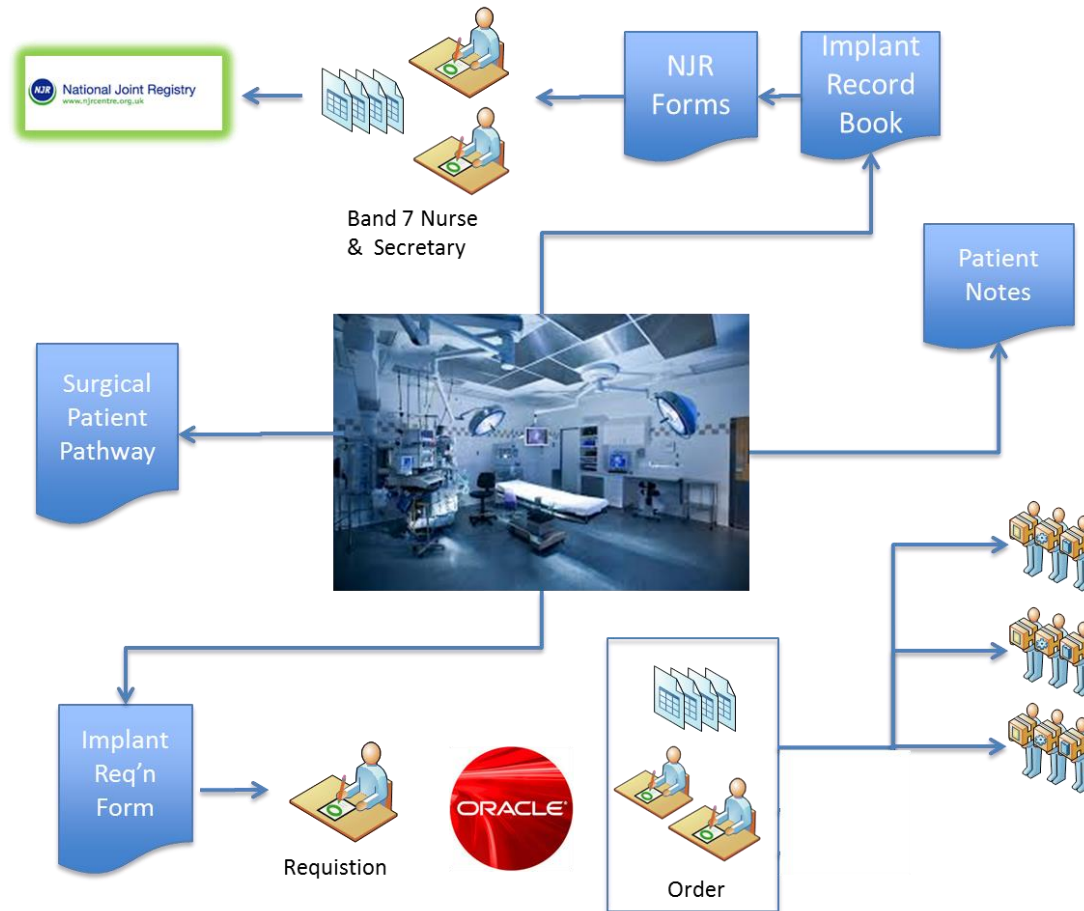 NJR
National Joint Registry
www.njrcentre.org.uk
Band 7 Nurse
& Secretary
NJR
Forms
Implant
Record
Book
Patient
Notes
Surgical
Patient
Pathway
Implant
Req'n
Form
Requistion
ORACLE
Order